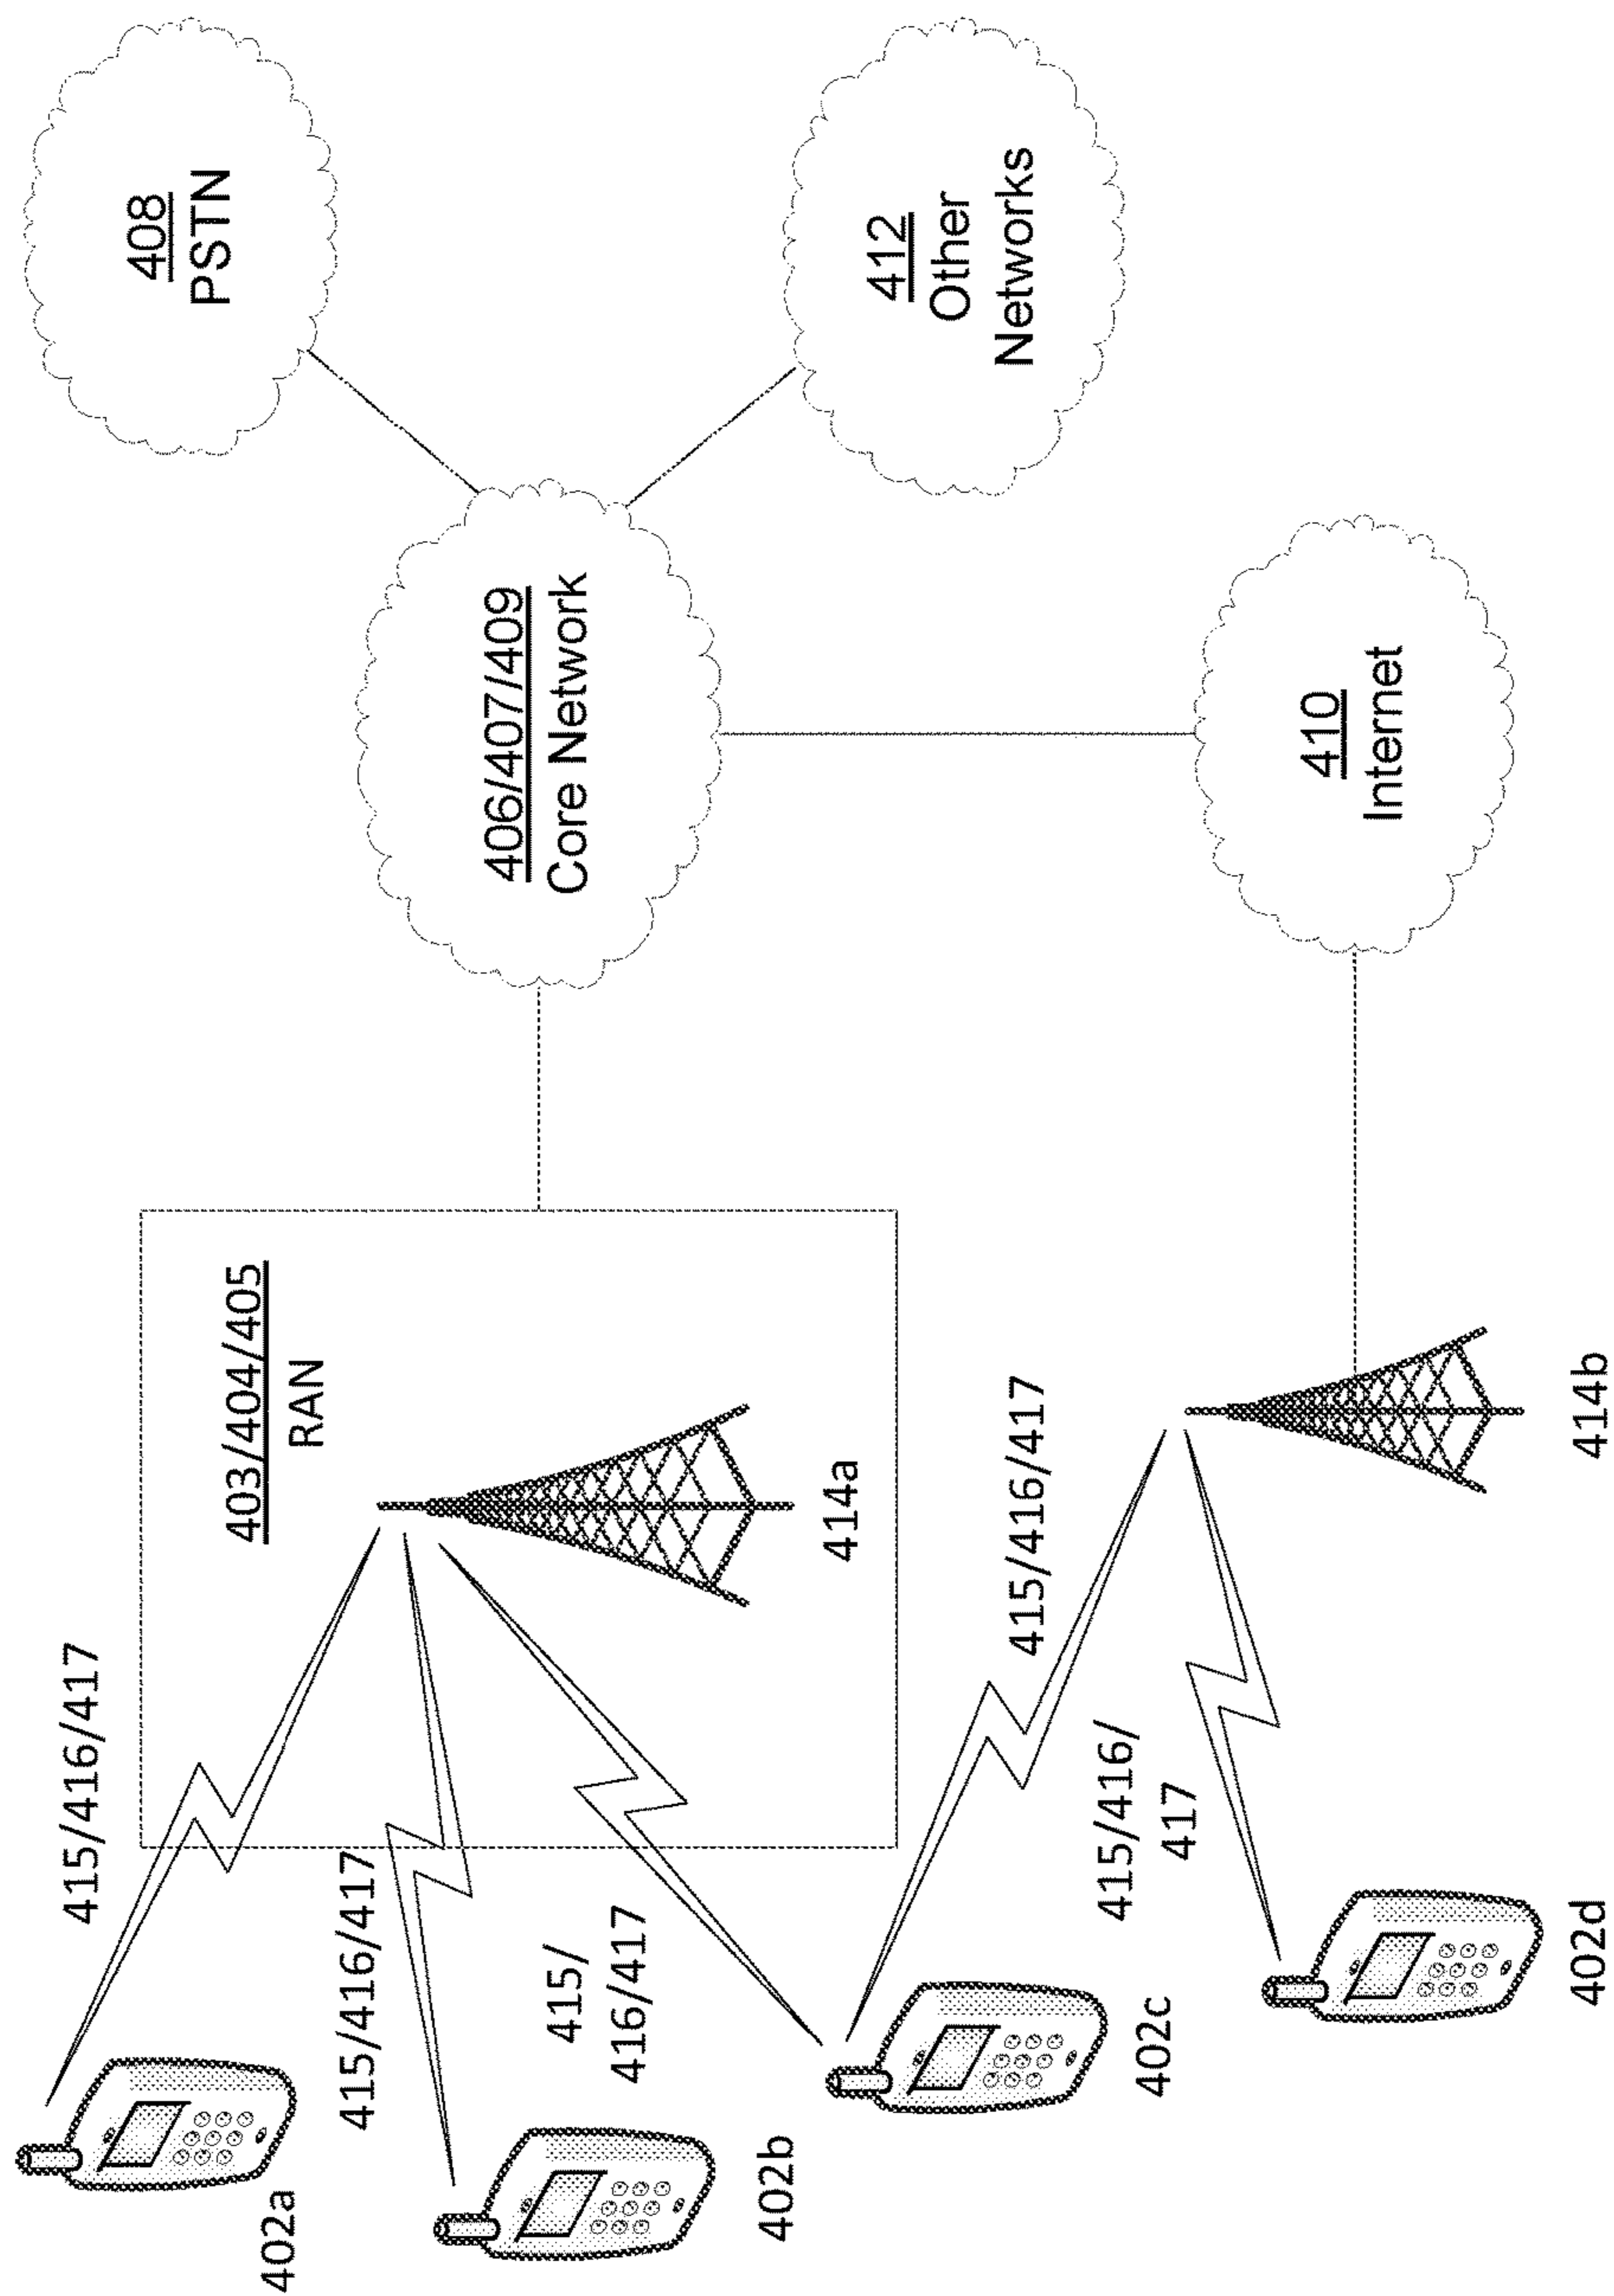 415/416/417
402a
415/416/417
402b
415/
416/417
402c
403/404/405
RAN
414a
415/416/417
415/416/
417
402d
414b
406/407/409
Core Network
408
PSTN
412
Other
Networks
410
Internet